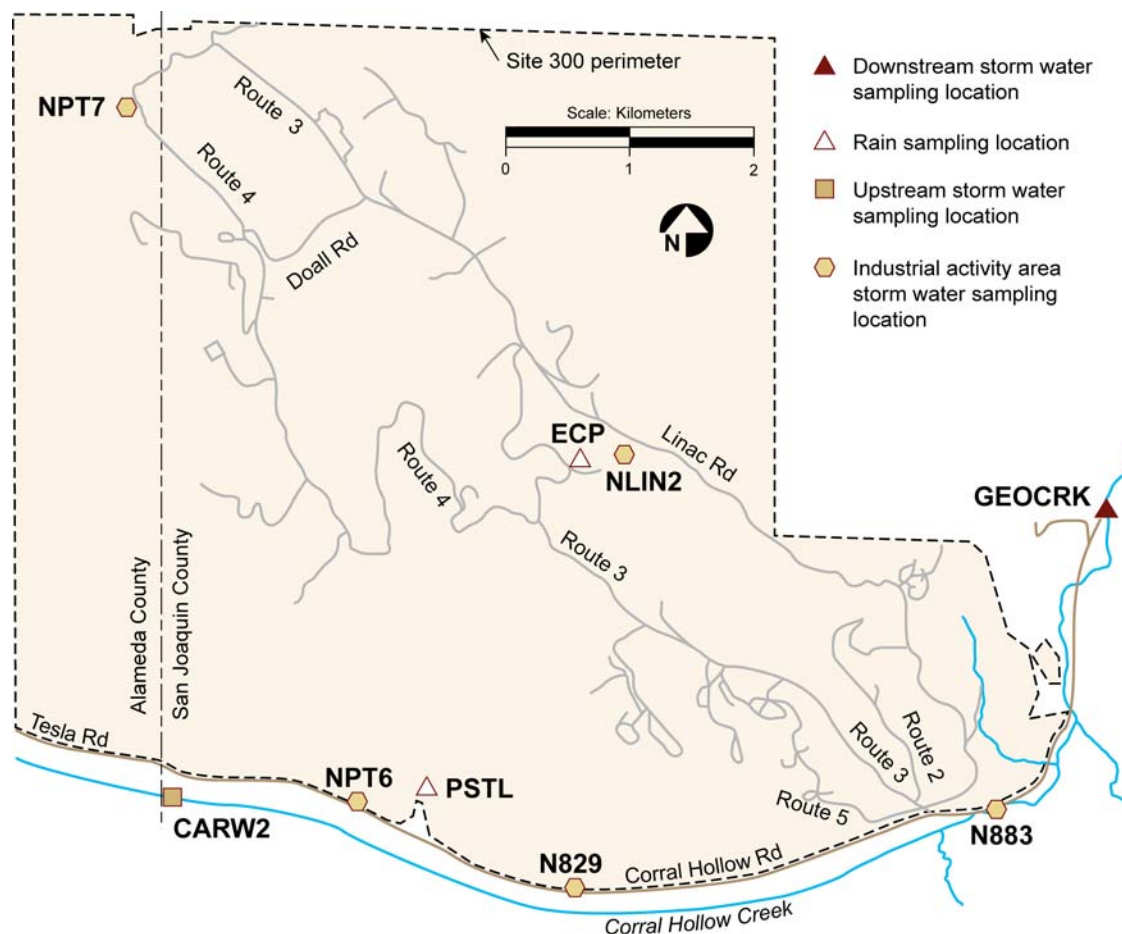 Site 300 perimeter
Downstream storm water
sampling location
NPT7
Route 3
Scale: Kilometers
0 1 2
Rain sampling location
Route 4
Upstream storm water
sampling location
N
Doall Rd
Industrial activity area
storm water sampling
location
ECP
NLIN2
Linac Rd
Route 4
GEOCRK
Route 3
Alameda County
San Joaquin County
Tesla Rd
NPT6
PSTL
CARW2
Route 3
Route 2
Route 5
N883
N829
Corral Hollow Rd
Corral Hollow Creek